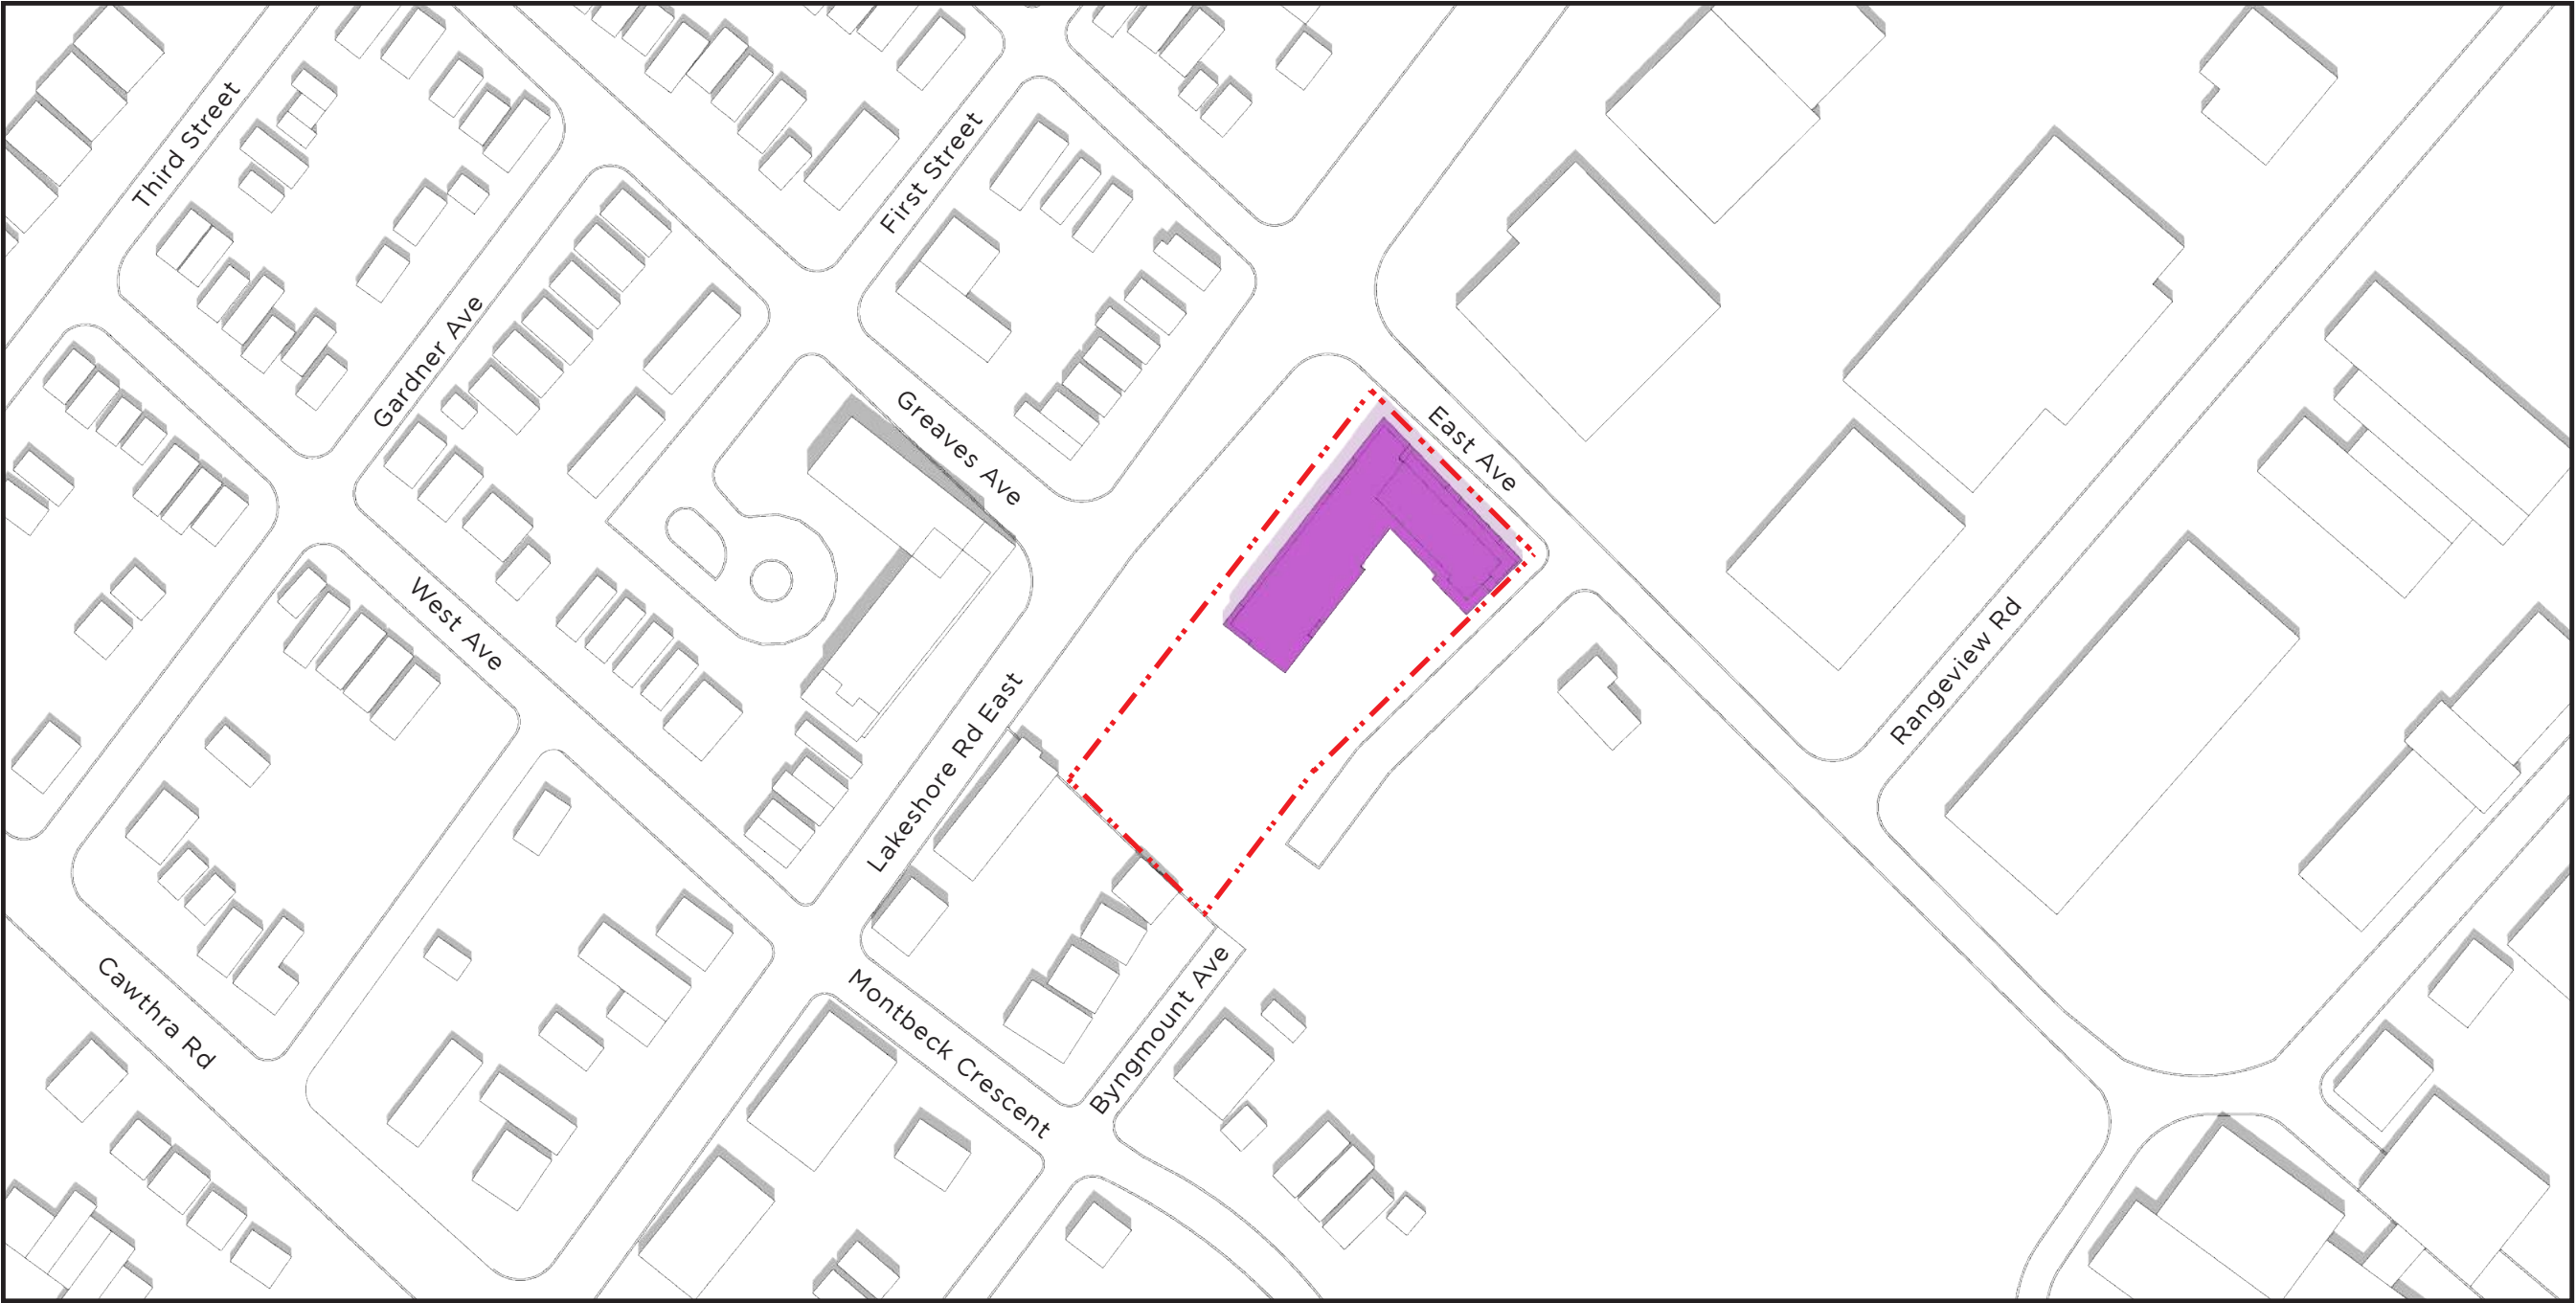 Third Street
First Street
Gardner Ave
Greaves Ave
East Ave
West Ave
Rangeview Rd
Lakeshore Rd East
Cawthra Rd
Montbeck Crescent
Byngmount Ave